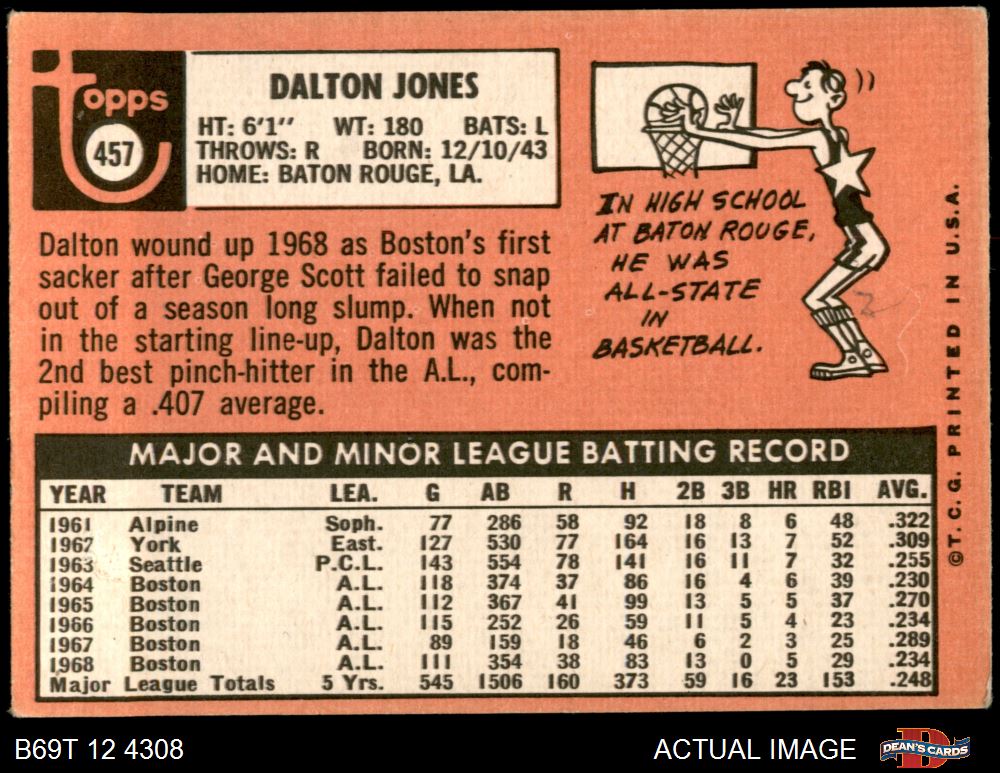 topps
457
DALTON JONES
HT: 6'1'' WT: 180 BATS: L
THROWS: R BORN: 12/10/43
HOME: BATON ROUGE, LA.
Dalton wound up 1968 as Boston's first
sacker after George Scott failed to snap
out of a season long slump. When not
in the starting line-up, Dalton was the
2nd best pinch-hitter in the A.L., com-
piling a .407 average.
IN HIGH SCHOOL
AT BATON ROUGE,
HE WAS
ALL-STATE
IN
BASKETBALL.
MAJOR AND MINOR LEAGUE BATTING RECORD
YEAR TEAM LEA. G AB R H 2B 3B HR RBI AVG.
1961 Alpine Soph. 77 286 58 92 18 8 6 48 .322
1962 York East. 127 530 77 164 16 13 7 52 .309
1963 Seattle P.C.L. 143 554 78 141 16 11 7 32 .255
1964 Boston A.L. 118 374 37 86 16 4 6 39 .230
1965 Boston A.L. 112 367 41 99 13 5 5 37 .270
1966 Boston A.L. 115 252 26 59 11 5 4 23 .234
1967 Boston A.L. 89 159 18 46 6 2 3 25 .289
1968 Boston A.L. 111 354 38 83 13 0 5 29 .234
Major League Totals 5 Yrs. 545 1506 160 373 59 16 23 153 .248
© T. C. G. PRINTED IN U.S.A.
B69T 12 4308
ACTUAL IMAGE
DEAN'S CARDS